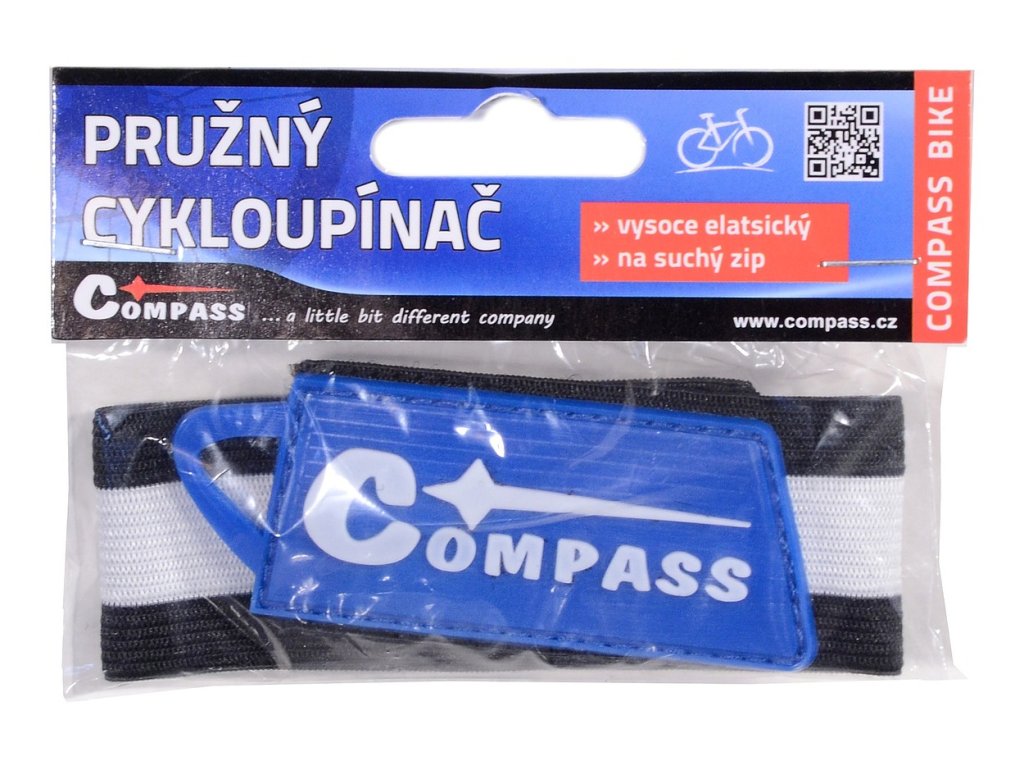 PRUŽNÝ
CYKLOUPÍNAČ
» vysoce elatsický
» na suchý zip
COMPASS BIKE
COMPASS
...a little bit different company
www.compass.cz
COMPASS